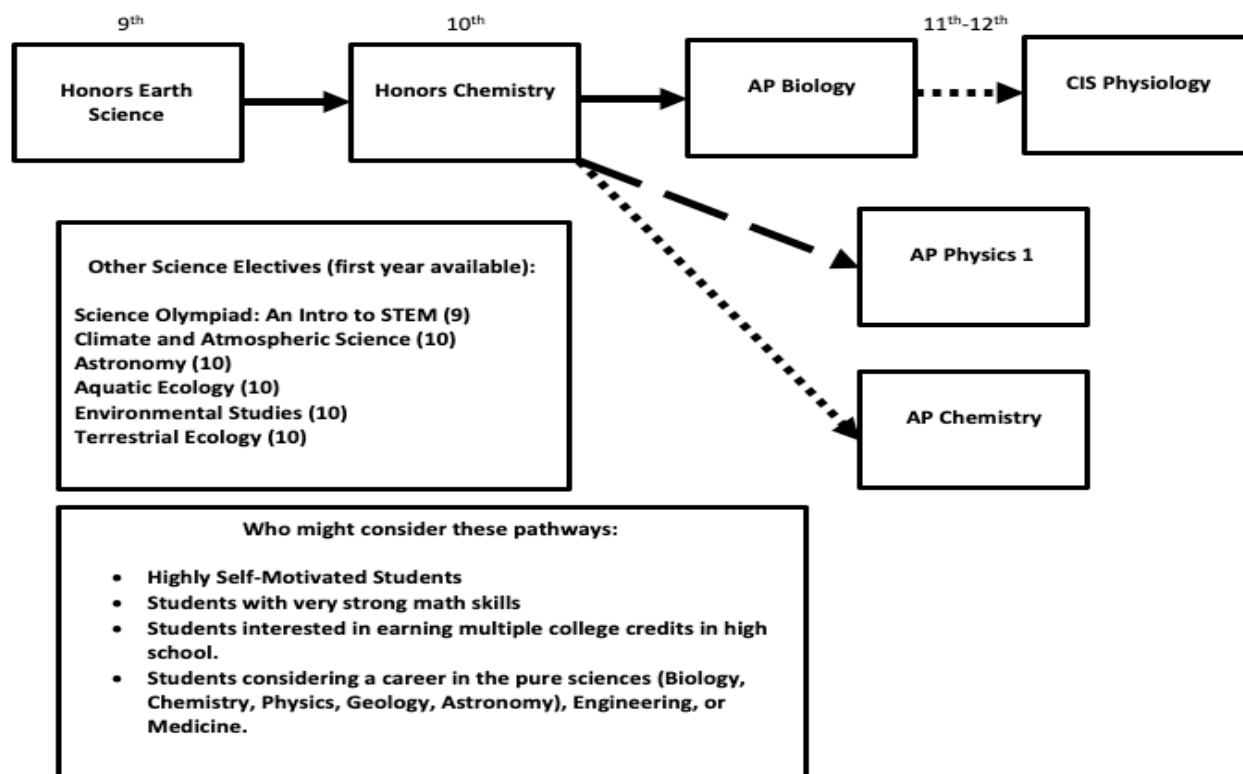 9th
10th
11th-12th
Honors Earth
Science
Honors Chemistry
AP Biology
CIS Physiology
AP Physics 1
AP Chemistry
Other Science Electives (first year available):
Science Olympiad: An Intro to STEM (9)
Climate and Atmospheric Science (10)
Astronomy (10)
Aquatic Ecology (10)
Environmental Studies (10)
Terrestrial Ecology (10)
Who might consider these pathways:
• Highly Self-Motivated Students
• Students with very strong math skills
• Students interested in earning multiple college credits in high
school.
• Students considering a career in the pure sciences (Biology,
Chemistry, Physics, Geology, Astronomy), Engineering, or
Medicine.